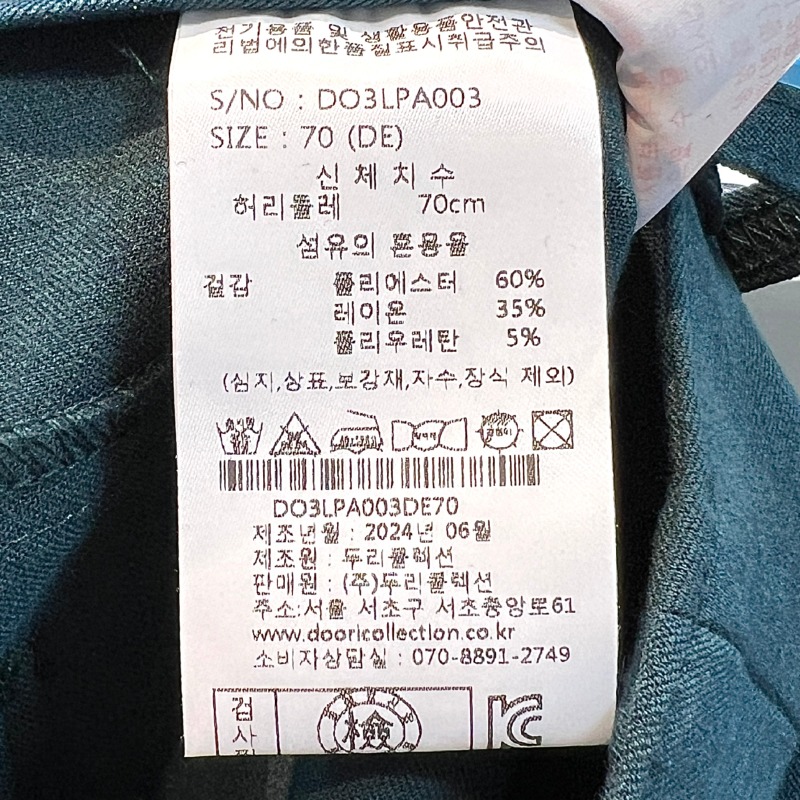 전기용품 및 생활용품안전관
리법에의한품질표시취급주의
S/NO : DO3LPA003
SIZE : 70 (DE)
신 체 치 수
허리둘레 70cm
섬유의 혼용율
겉감 폴리에스터 60%
레이온 35%
폴리우레탄 5%
(심지,상표,보강재,자수,장식 제외)
DO3LPA003DE70
제조년월 : 2024년 06월
제조원 : 두리콜렉션
판매원 : (주)두리콜렉션
주소:서울 서초구 서초중앙로61
www.dooricollection.co.kr
소비자상담실 : 070-8891-2749
검
사
檢